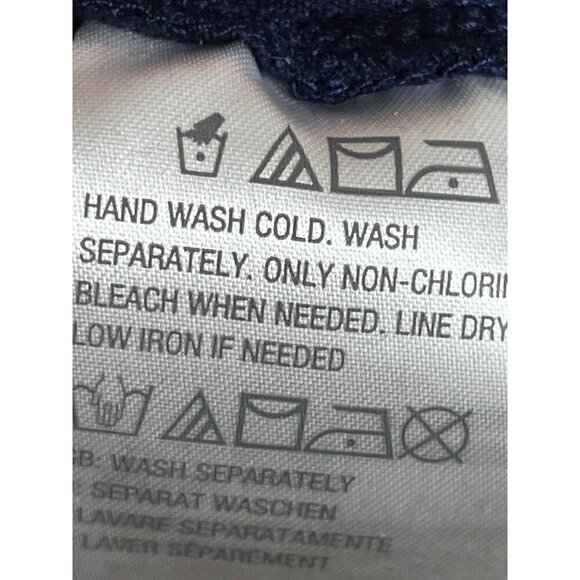 HAND WASH COLD. WASH
SEPARATELY. ONLY NON-CHLORI
BLEACH WHEN NEEDED. LINE DRY
LOW IRON IF NEEDED
GB: WASH SEPARATELY
: SEPARAT WASCHEN
LAVARE SEPARATAMENTE
LAVER SÉPARÉMENT